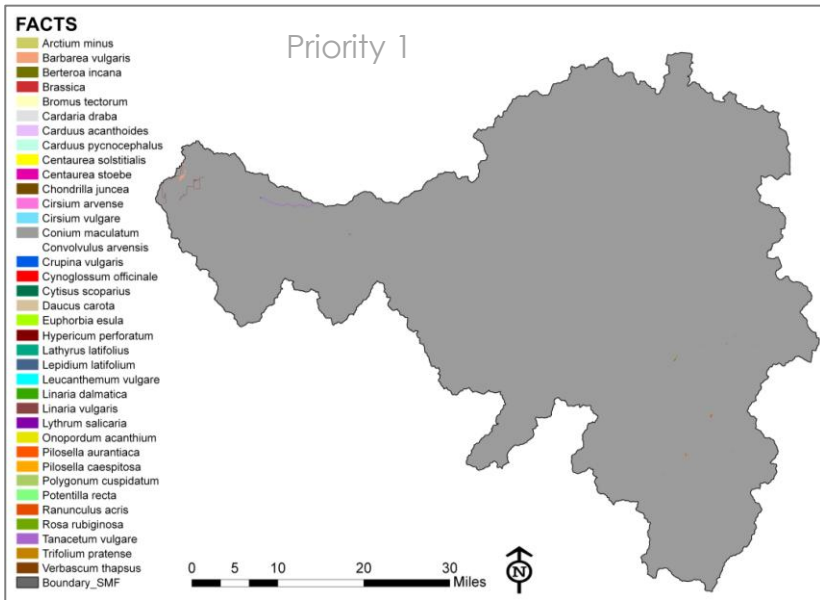 FACTS
Priority 1
Arctium minus
Barbarea vulgaris
Berteroa incana
Brassica
Bromus tectorum
Cardaria draba
Carduus acanthoides
Carduus pycnocephalus
Centaurea solstitialis
Centaurea stoebe
Chondrilla juncea
Cirsium arvense
Cirsium vulgare
Conium maculatum
Convolvulus arvensis
Crupina vulgaris
Cynoglossum officinale
Cytisus scoparius
Daucus carota
Euphorbia esula
Hypericum perforatum
Lathyrus latifolius
Lepidium latifolium
Leucanthemum vulgare
Linaria dalmatica
Linaria vulgaris
Lythrum salicaria
Onopordum acanthium
Pilosella aurantiaca
Pilosella caespitosa
Polygonum cuspidatum
Potentilla recta
Ranunculus acris
Rosa rubiginosa
Tanacetum vulgare
Trifolium pratense
Verbascum thapsus
Boundary_SMF
0 5 10 20 30
Miles
N